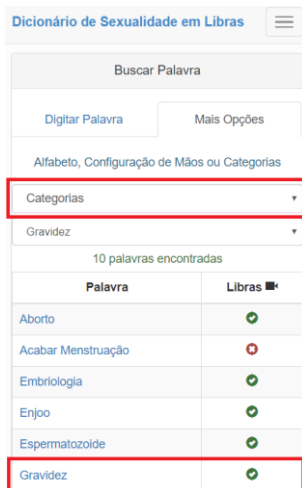 Dicionário de Sexualidade em Libras
Buscar Palavra
Digitar Palavra Mais Opções
Alfabeto, Configuração de Mãos ou Categorias
Categorias
Gravidez
10 palavras encontradas
Palavra Libras
Aborto
Acabar Menstruação
Embriologia
Enjoo
Espermatozoide
Gravidez